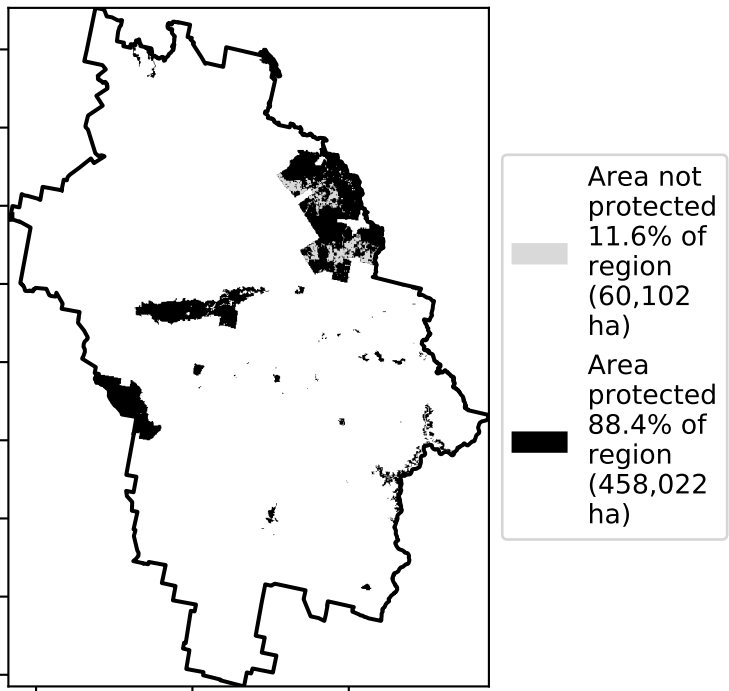 Area not
protected
11.6% of
region
(60,102
ha)
Area
protected
88.4% of
region
(458,022
ha)